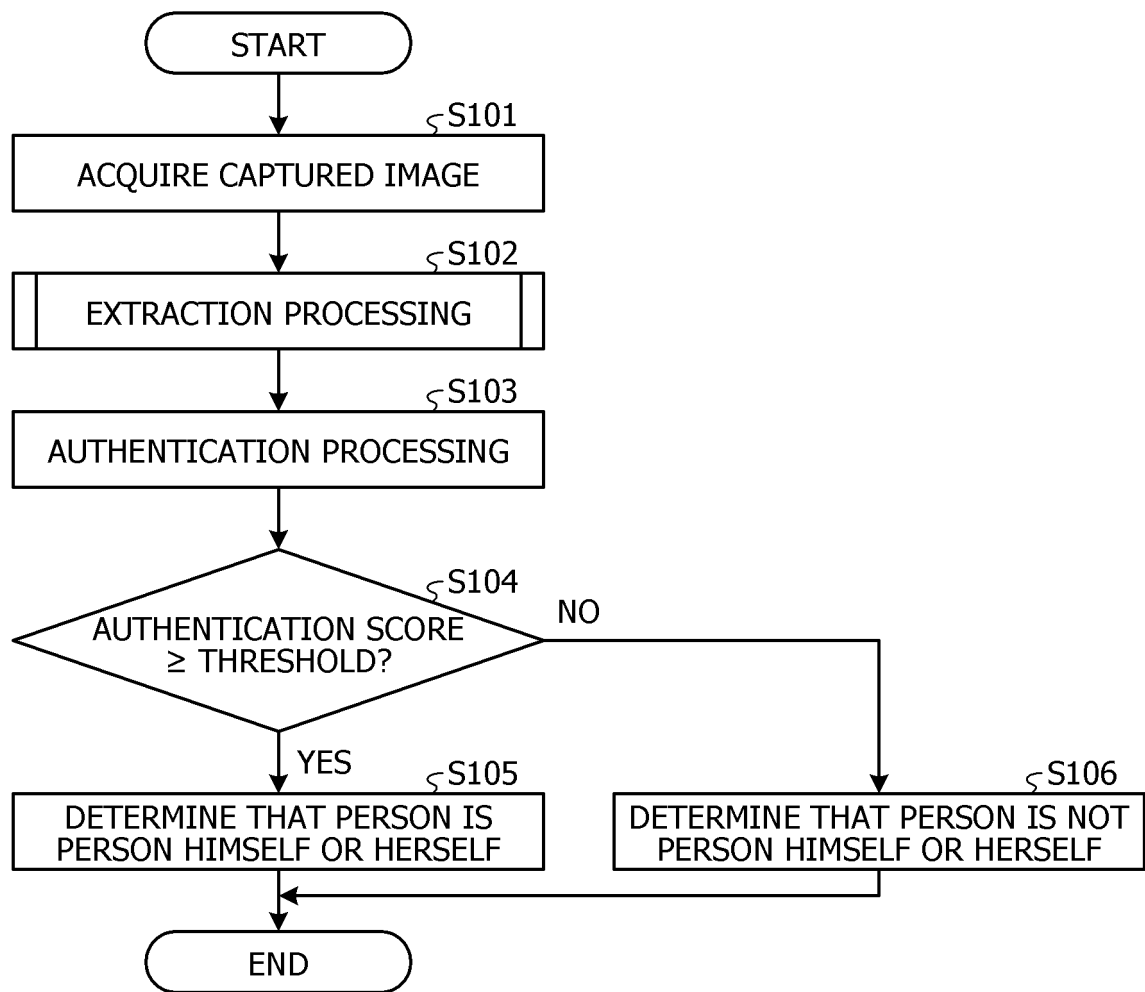 START
S101
ACQUIRE CAPTURED IMAGE
S102
EXTRACTION PROCESSING
S103
AUTHENTICATION PROCESSING
S104
AUTHENTICATION SCORE
≥ THRESHOLD?
NO
YES
S105
DETERMINE THAT PERSON IS
PERSON HIMSELF OR HERSELF
S106
DETERMINE THAT PERSON IS NOT
PERSON HIMSELF OR HERSELF
END